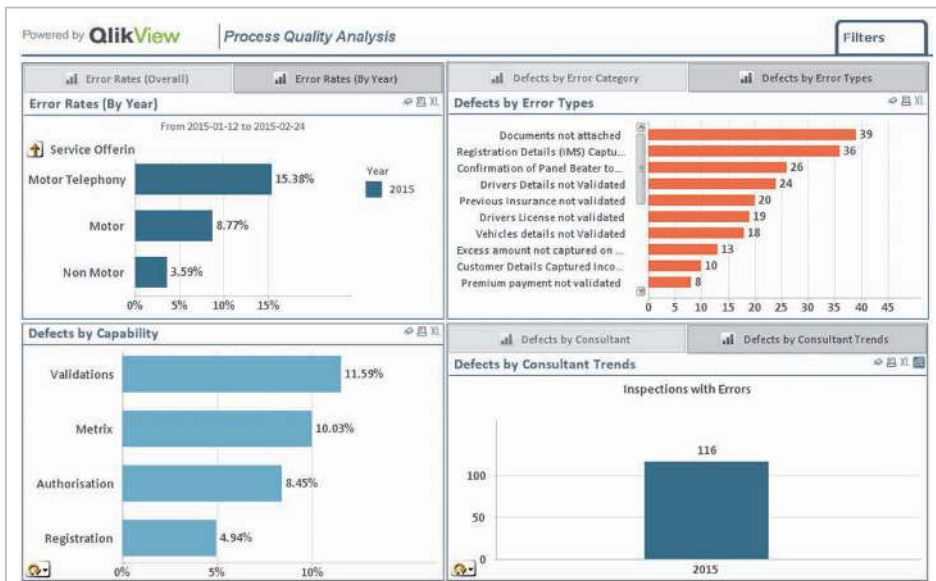 Powered by QlikView
Process Quality Analysis
Filters
Error Rates (Overall)
Error Rates (By Year)
Error Rates (By Year)
XL
From 2015-01-12 to 2015-02-24
Service Offerin
Motor Telephony
15.38%
Motor
8.77%
Non Motor
3.59%
0% 5% 10% 15%
Year
2015
Defects by Error Category
Defects by Error Types
Defects by Error Types
XL
Documents not attached 39
Registration Details (IMS) Captu... 36
Confirmation of Panel Beater to... 26
Drivers Details not Validated 24
Previous Insurance not validated 20
Drivers License not validated 19
Vehicles details not Validated 18
Excess amount not captured on ... 13
Customer Details Captured Inco... 10
Premium payment not validated 8
0 5 10 15 20 25 30 35 40 45
Defects by Capability
XL
Validations 11.59%
Metrix 10.03%
Authorisation 8.45%
Registration 4.94%
0% 5% 10%
Defects by Consultant
Defects by Consultant Trends
Defects by Consultant Trends
XL
Inspections with Errors
116
100
50
0
2015